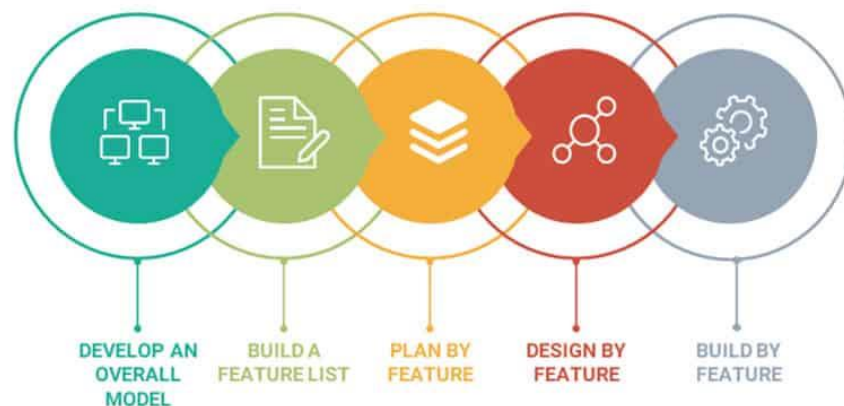 DEVELOP AN
OVERALL
MODEL
BUILD A
FEATURE LIST
PLAN BY
FEATURE
DESIGN BY
FEATURE
BUILD BY
FEATURE